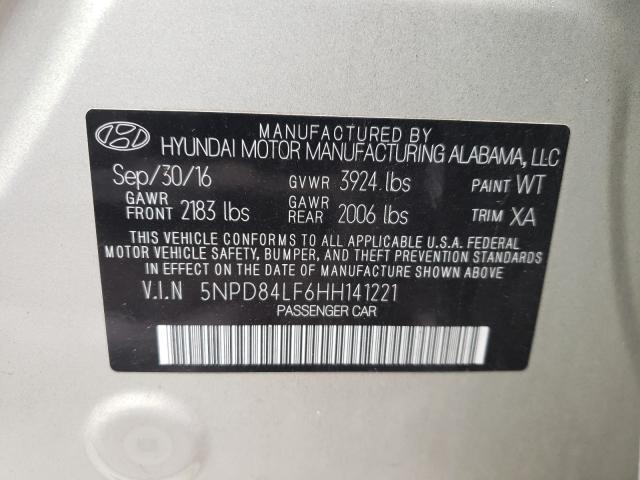 MANUFACTURED BY
HYUNDAI MOTOR MANUFACTURING ALABAMA, LLC
Sep/30/16 GVWR 3924 lbs PAINT WT
GAWR FRONT 2183 lbs GAWR REAR 2006 lbs TRIM XA
THIS VEHICLE CONFORMS TO ALL APPLICABLE U.S.A. FEDERAL
MOTOR VEHICLE SAFETY, BUMPER, AND THEFT PREVENTION STANDARDS
IN EFFECT ON THE DATE OF MANUFACTURE SHOWN ABOVE
V.I.N 5NPD84LF6HH141221
PASSENGER CAR